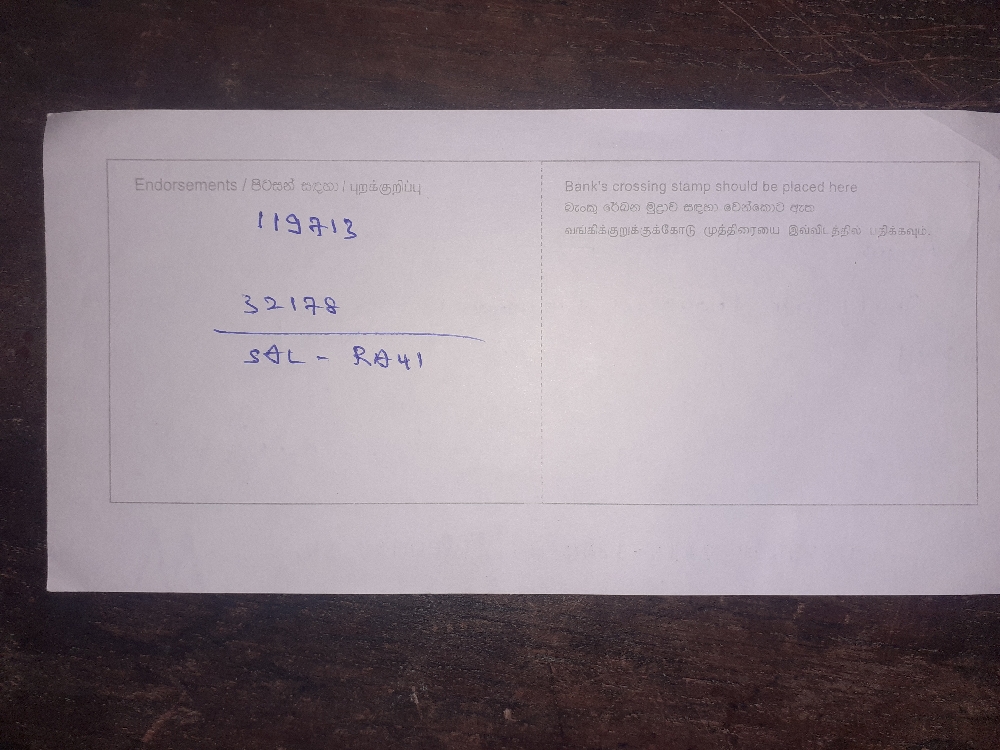 Endorsements / පිටසන් සඳහා / புறக்குறிப்பு
119713
32178
SAL - RA41
Bank's crossing stamp should be placed here
බැංකු රේඛන මුද්‍රාව සඳහා වෙන්කොට ඇත
வங்கிக்குறுக்குக்கோடு முத்திரையை இவ்விடத்தில் பதிக்கவும்.